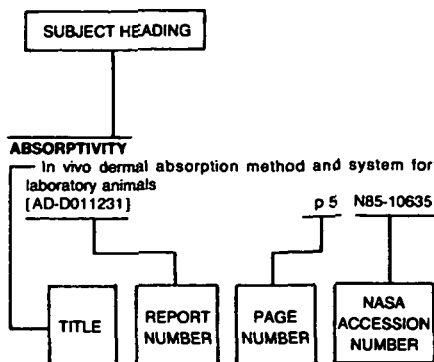 SUBJECT HEADING
ABSORPTIVITY
In vivo dermal absorption method and system for
laboratory animals
[AD-D011231] p 5 N85-10635
TITLE
REPORT
NUMBER
PAGE
NUMBER
NASA
ACCESSION
NUMBER